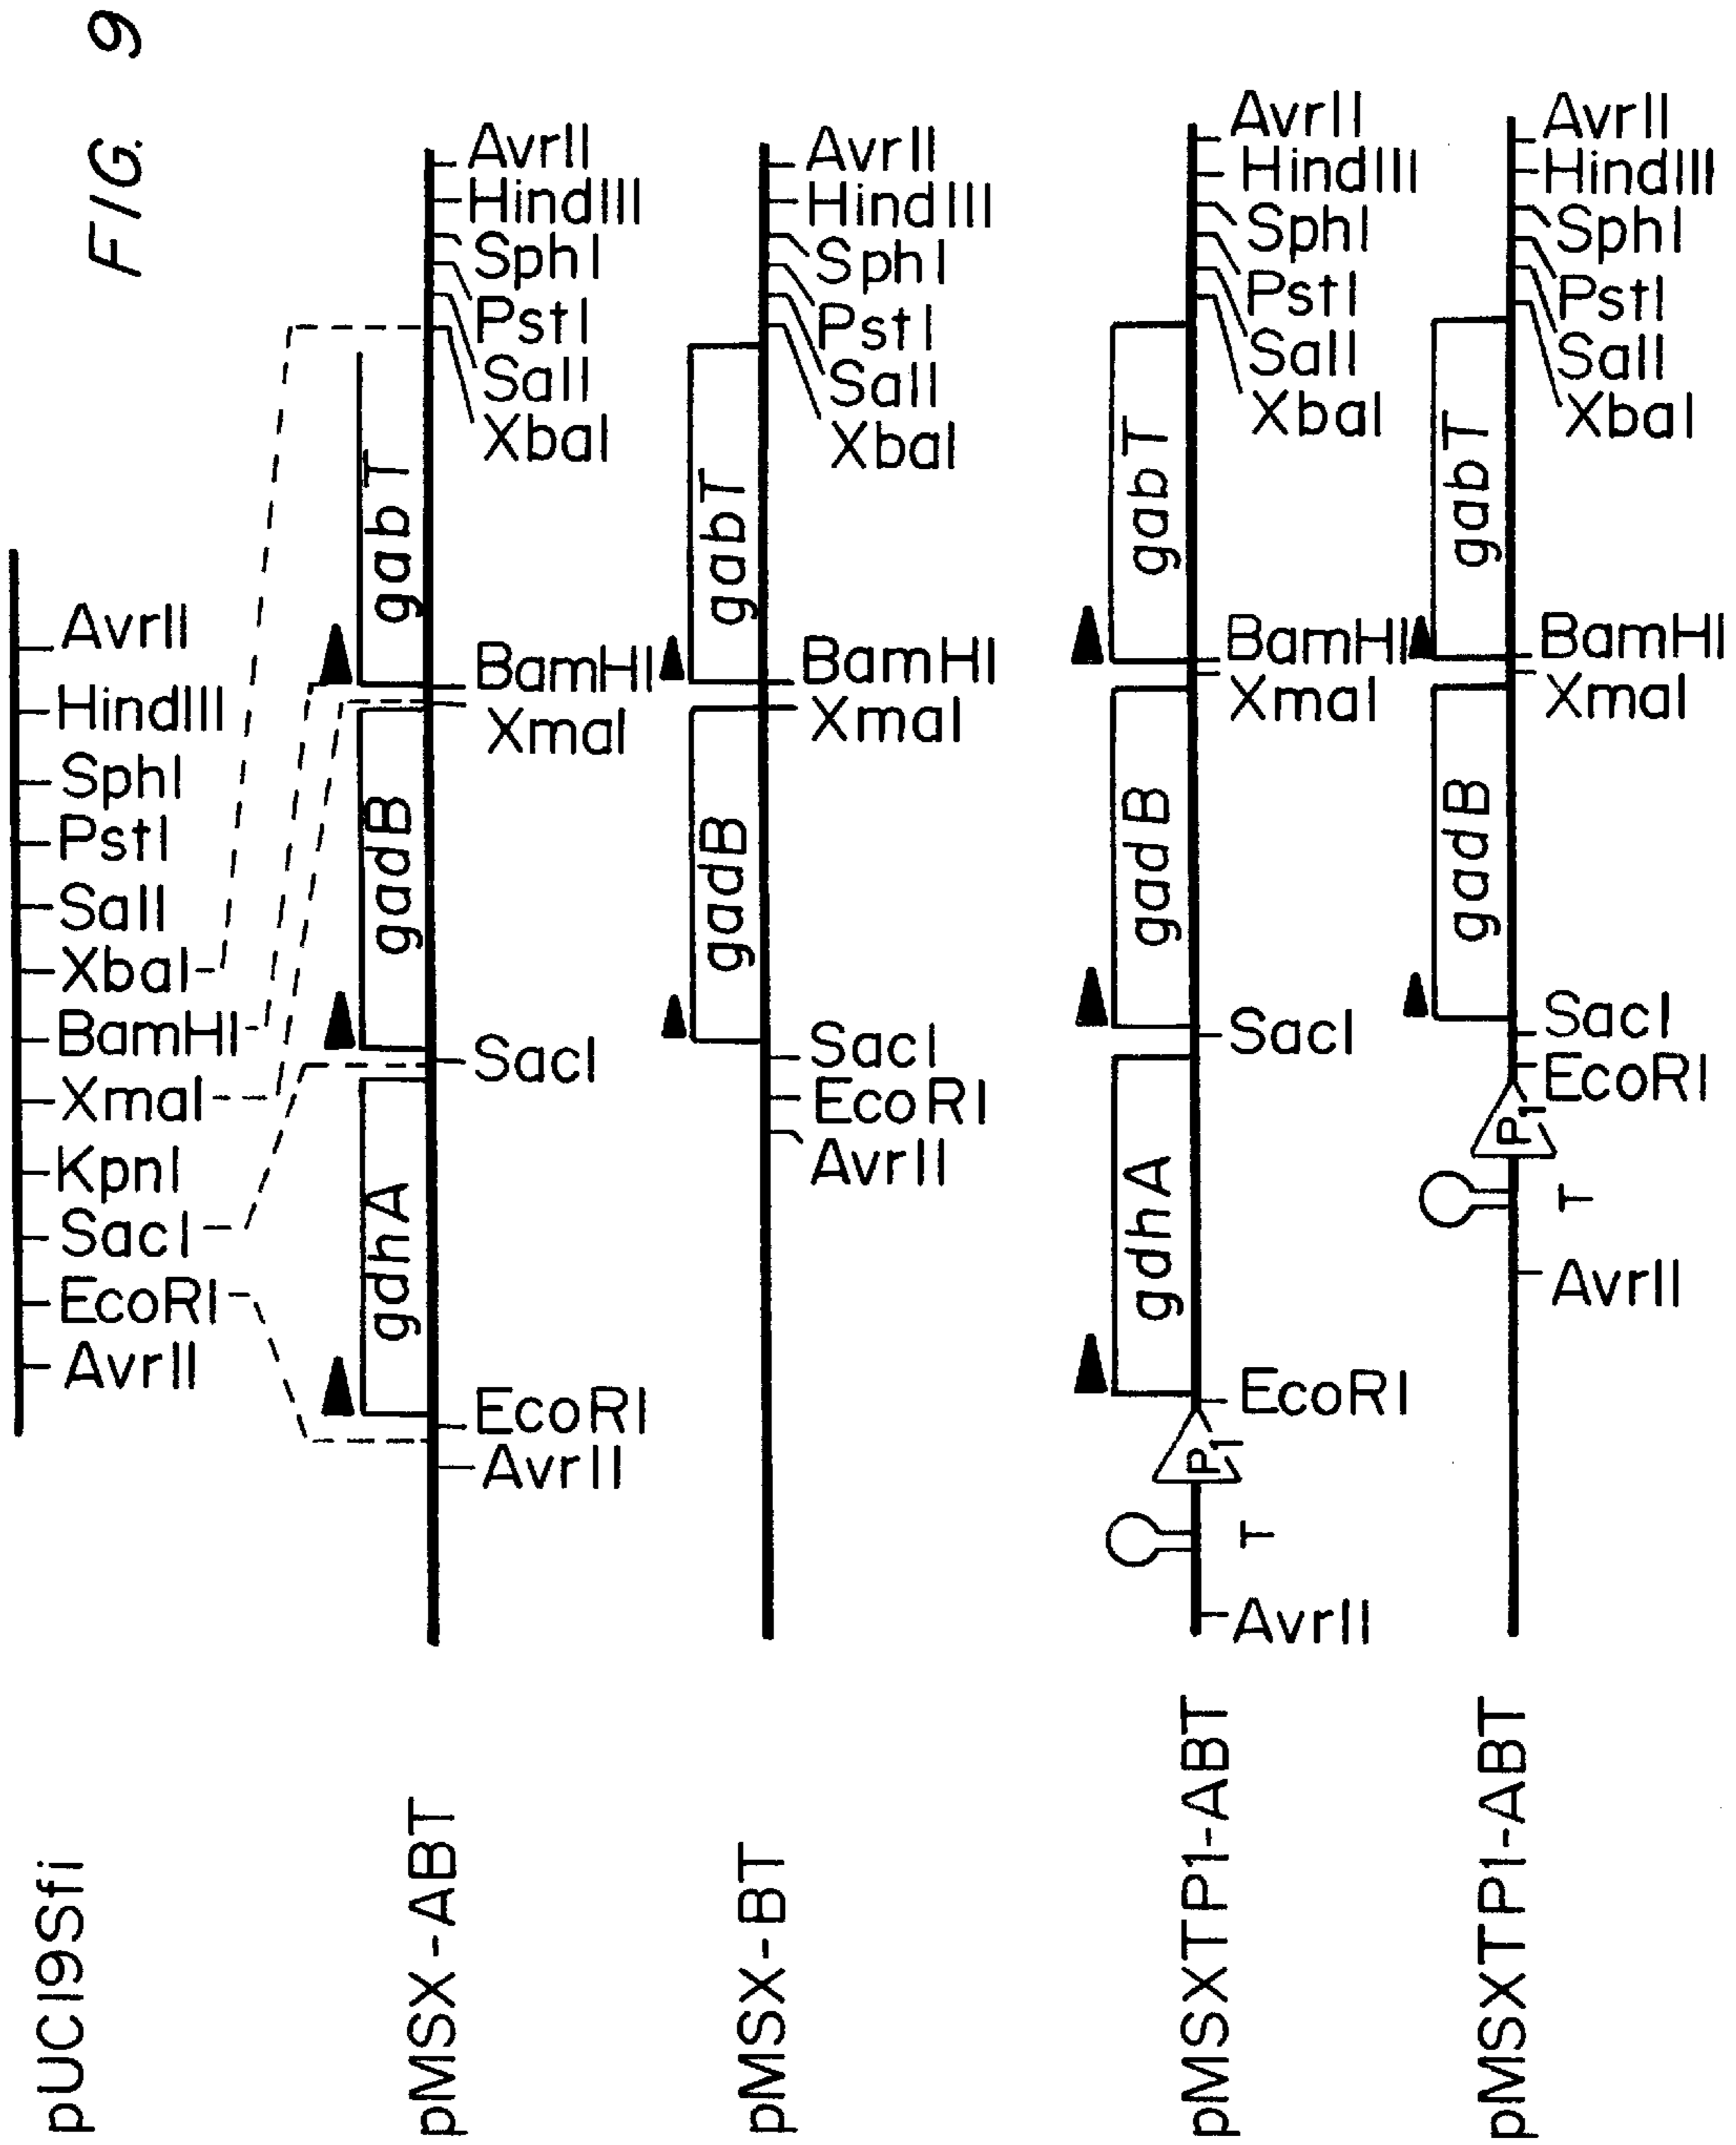 FIG. 9
pUC19Sfi
AvrII
EcoRI
SacI
KpnI
XmaI
BamHI
XbaI
SalI
PstI
SphI
HindIII
AvrII
pMSX-ABT
gdhA
gadB
gabT
AvrII
EcoRI
SacI
XmaI
BamHI
XbaI
SalI
PstI
SphI
HindIII
AvrII
pMSX-BT
gadB
gabT
AvrII
EcoRI
SacI
XmaI
BamHI
XbaI
SalI
PstI
SphI
HindIII
AvrII
pMSXTP1-ABT
gdhA
gadB
gabT
AvrII
T
P1
EcoRI
SacI
XmaI
BamHI
XbaI
SalI
PstI
SphI
HindIII
AvrII
pMSXTP1-ABT
gadB
gabT
AvrII
T
P1
EcoRI
SacI
XmaI
BamHI
XbaI
SalI
PstI
SphI
HindIII
AvrII